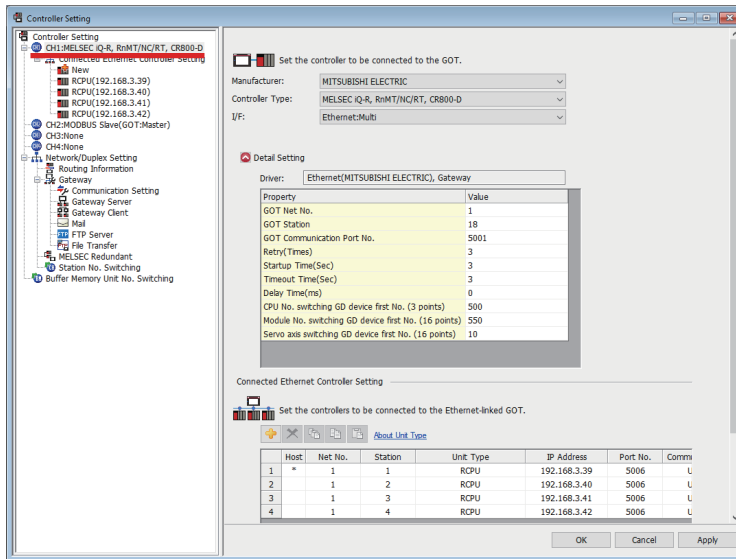 Controller Setting
Controller Setting
CH1:MELSEC iQ-R, RnMT/NC/RT, CR800-D
Connected Ethernet Controller Setting
New
RCPU(192.168.3.39)
RCPU(192.168.3.40)
RCPU(192.168.3.41)
RCPU(192.168.3.42)
CH2:MODBUS Slave(GOT:Master)
CH3:None
CH4:None
Network/Duplex Setting
Routing Information
Gateway
Communication Setting
Gateway Server
Gateway Client
Mail
FTP Server
File Transfer
MELSEC Redundant
Station No. Switching
Buffer Memory Unit No. Switching
Set the controller to be connected to the GOT.
Manufacturer: MITSUBISHI ELECTRIC
Controller Type: MELSEC iQ-R, RnMT/NC/RT, CR800-D
I/F: Ethernet:Multi
Detail Setting
Driver: Ethernet(MITSUBISHI ELECTRIC), Gateway
Property Value
GOT Net No. 1
GOT Station 18
GOT Communication Port No. 5001
Retry(Times) 3
Startup Time(Sec) 3
Timeout Time(Sec) 3
Delay Time(ms) 0
CPU No. switching GD device first No. (3 points) 500
Module No. switching GD device first No. (16 points) 550
Servo axis switching GD device first No. (16 points) 10
Connected Ethernet Controller Setting
Set the controllers to be connected to the Ethernet-linked GOT.
About Unit Type
Host Net No. Station Unit Type IP Address Port No. Commu
1 * 1 1 RCPU 192.168.3.39 5006 U
2 1 2 RCPU 192.168.3.40 5006 U
3 1 3 RCPU 192.168.3.41 5006 U
4 1 4 RCPU 192.168.3.42 5006 U
OK Cancel Apply